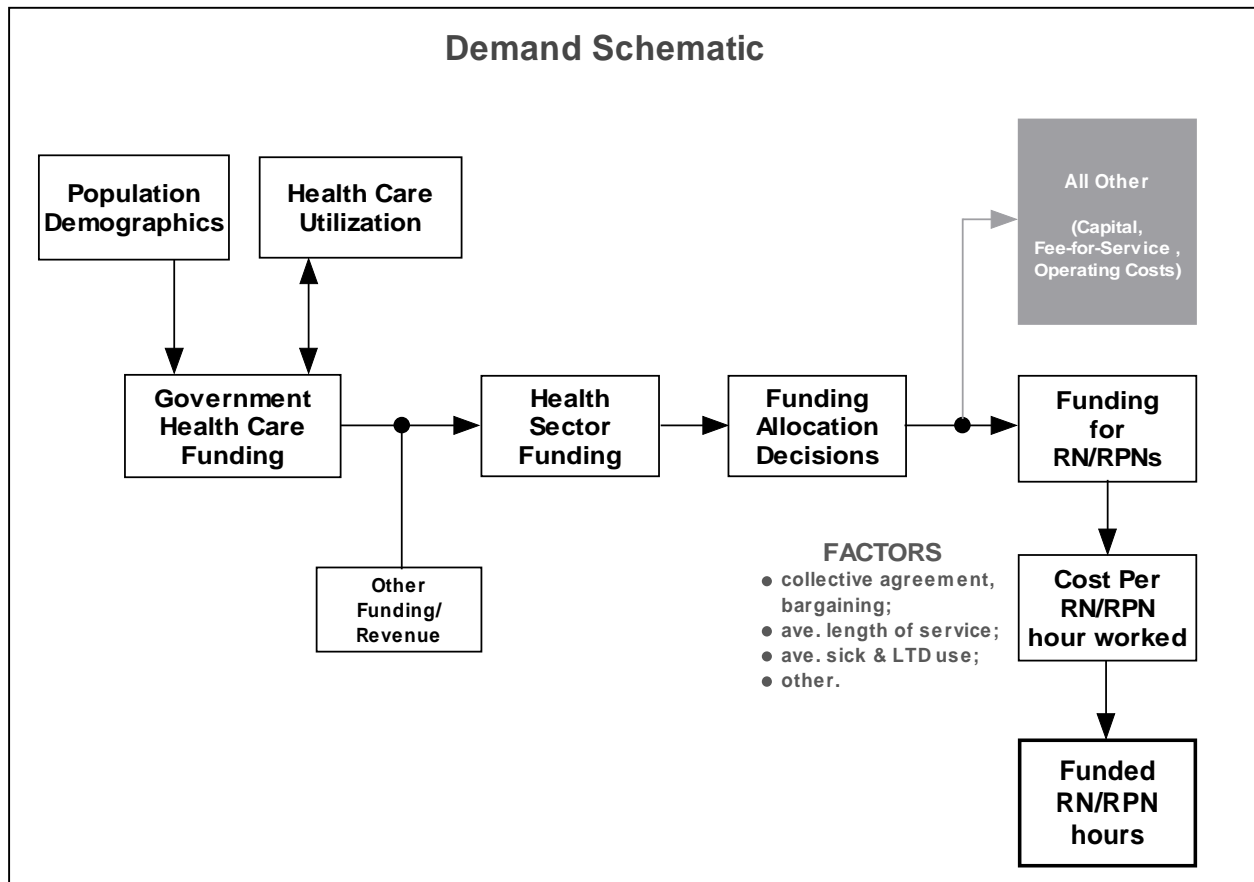 Demand Schematic
Population
Demographics
Health Care
Utilization
All Other
(Capital,
Fee-for-Service ,
Operating Costs)
Government
Health Care
Funding
Health
Sector
Funding
Funding
Allocation
Decisions
Funding
for
RN/RPNs
Other
Funding/
Revenue
FACTORS
● collective agreement,
bargaining;
● ave. length of service;
● ave. sick & LTD use;
● other.
Cost Per
RN/RPN
hour worked
Funded
RN/RPN
hours